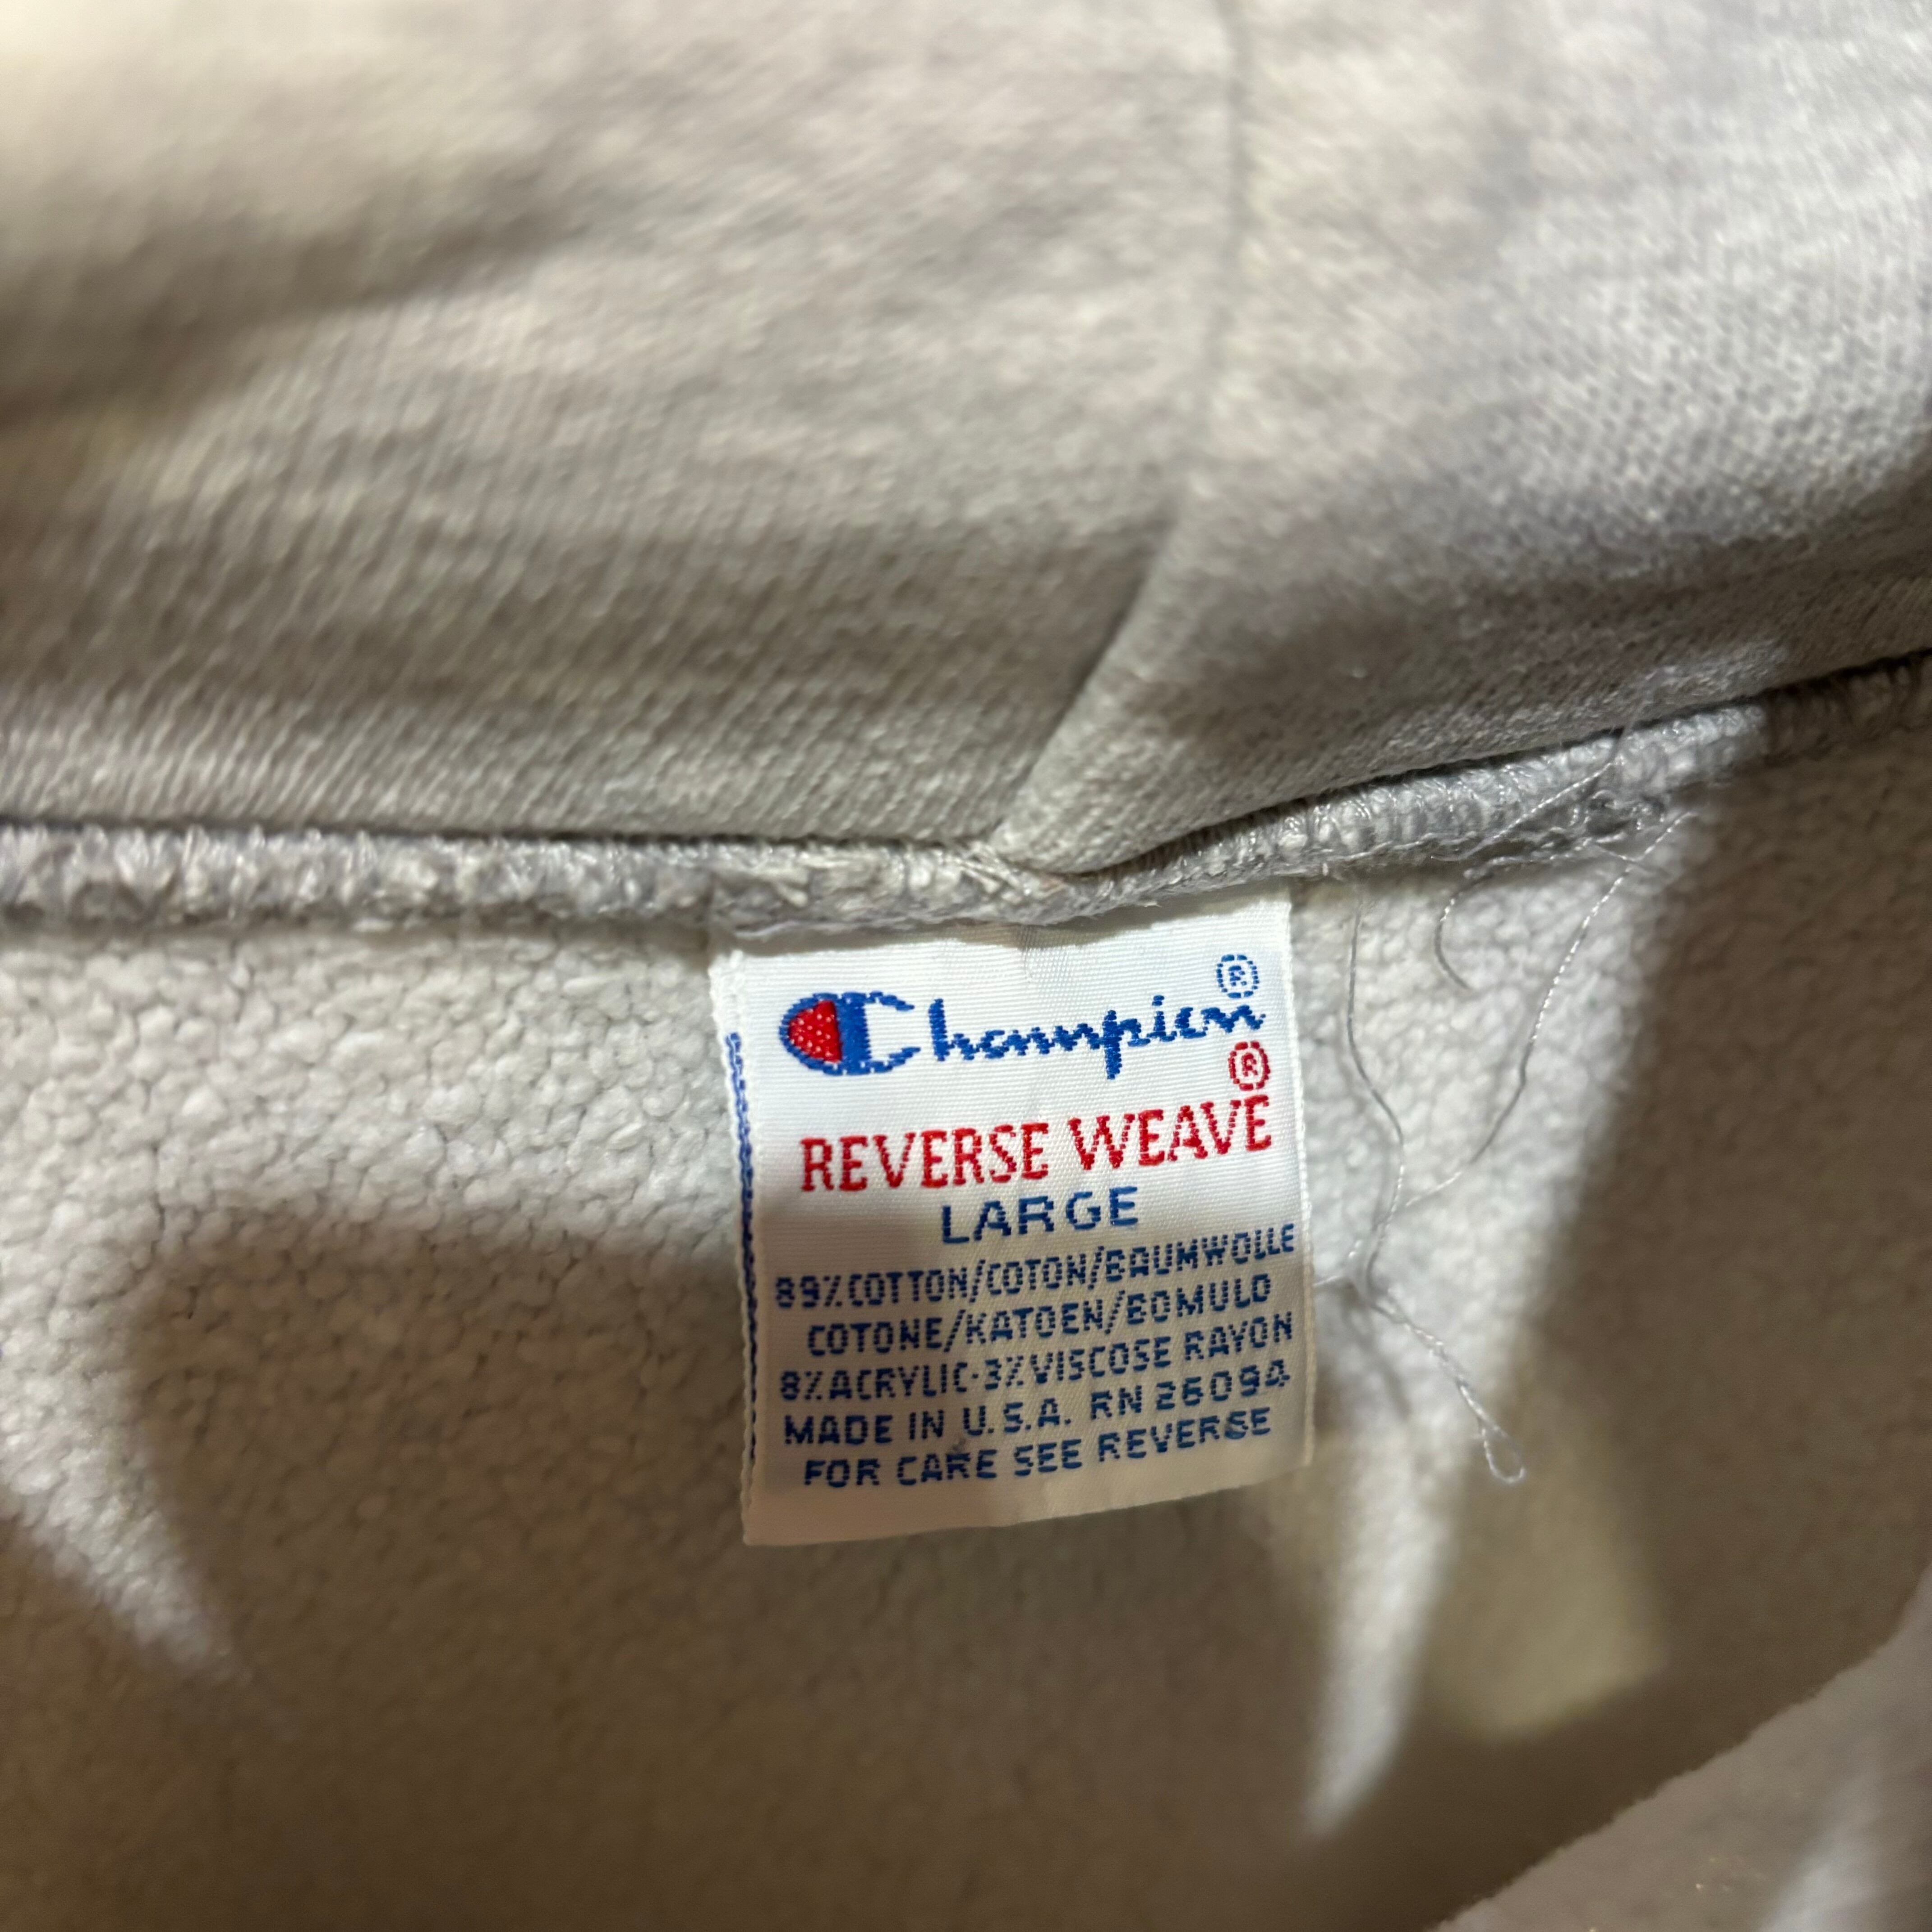 Champion®
REVERSE WEAVE®
LARGE
89% COTTON/COTON/BAUMWOLLE
COTONE/KATOEN/BOMULD
8% ACRYLIC·3% VISCOSE RAYON
MADE IN U.S.A. RN 26094
FOR CARE SEE REVERSE